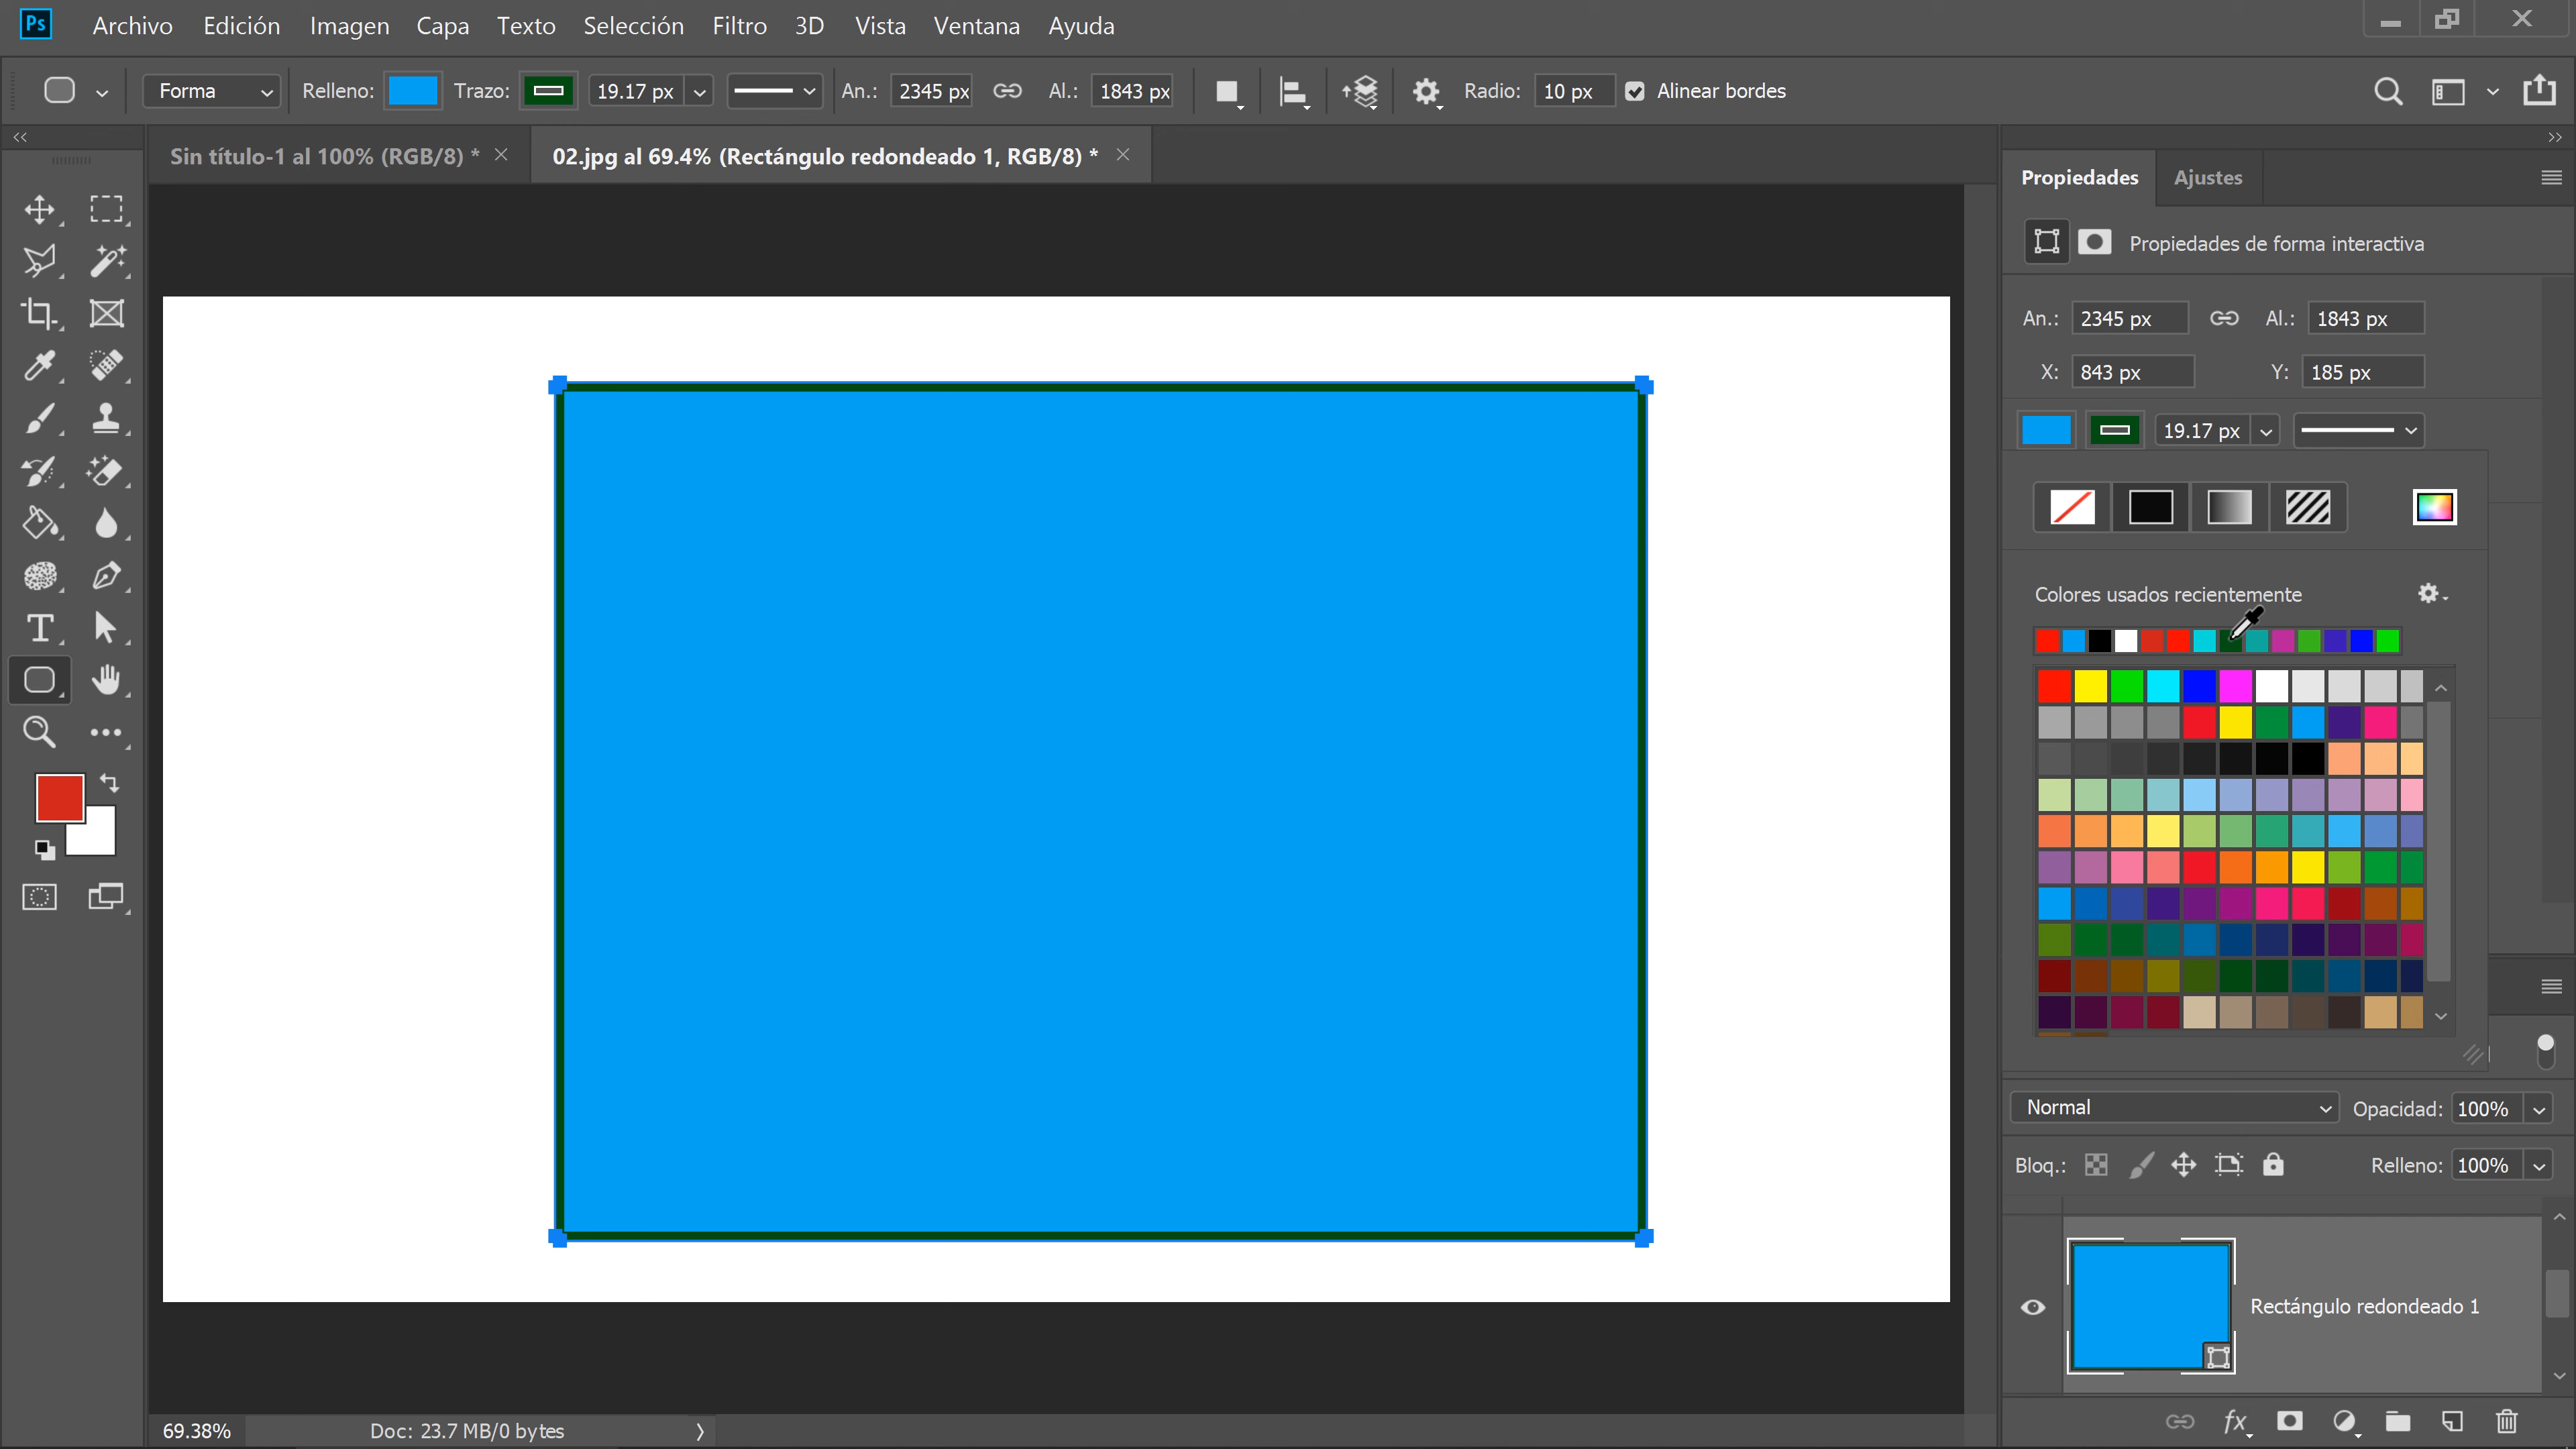 Ps Archivo Edición Imagen Capa Texto Selección Filtro 3D Vista Ventana Ayuda
Forma Relleno: Trazo: 19.17 px An.: 2345 px Al.: 1843 px Radio: 10 px Alinear bordes
Sin título-1 al 100% (RGB/8) * 02.jpg al 69.4% (Rectángulo redondeado 1, RGB/8) *
Propiedades Ajustes
Propiedades de forma interactiva
An.: 2345 px Al.: 1843 px
X: 843 px Y: 185 px
19.17 px
Colores usados recientemente
Normal Opacidad: 100%
Bloq.: Relleno: 100%
Rectángulo redondeado 1
fx
69.38% Doc: 23.7 MB/0 bytes